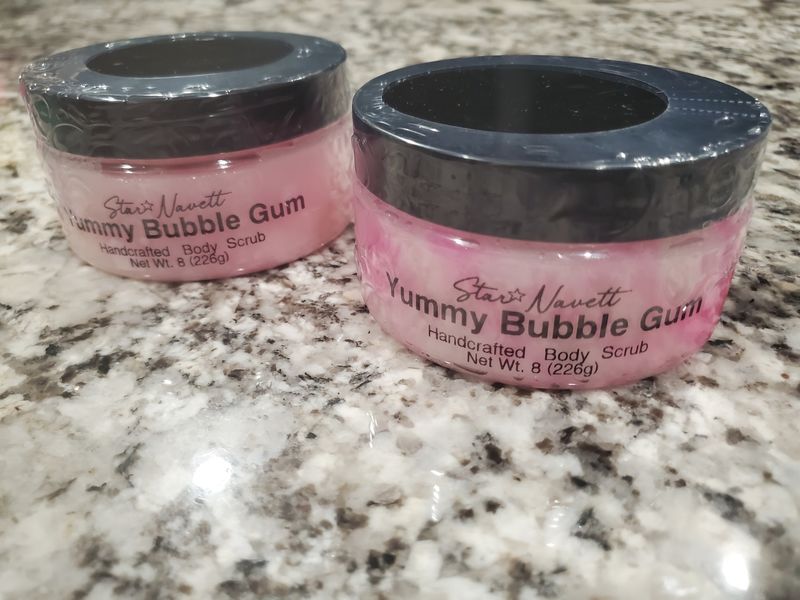 Star Navett
Yummy Bubble Gum
Handcrafted Body Scrub
Net Wt. 8 (226g)
Star Navett
Yummy Bubble Gum
Handcrafted Body Scrub
Net Wt. 8 (226g)